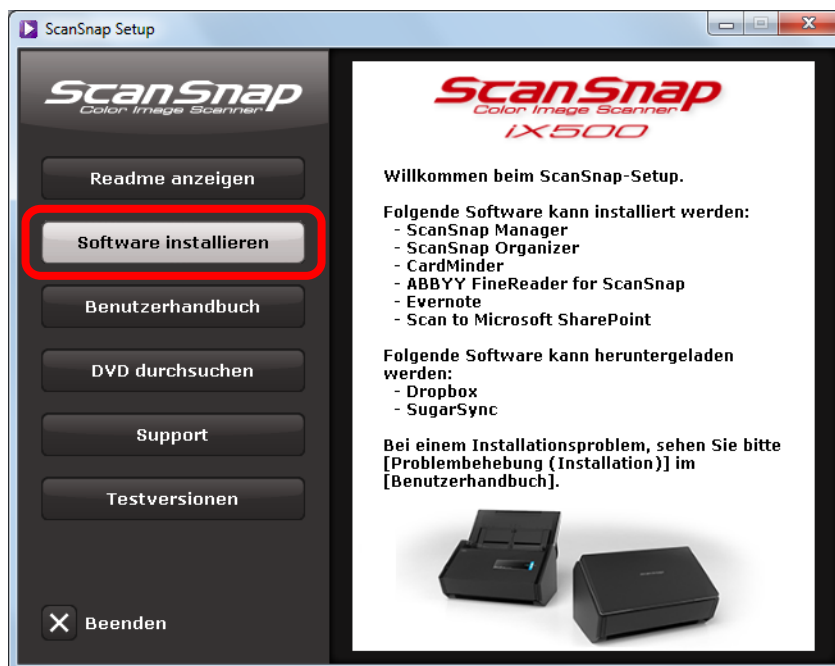 ScanSnap Setup
ScanSnap
Color Image Scanner
Readme anzeigen
Software installieren
Benutzerhandbuch
DVD durchsuchen
Support
Testversionen
Beenden
ScanSnap
Color Image Scanner
iX500
Willkommen beim ScanSnap-Setup.
Folgende Software kann installiert werden:
- ScanSnap Manager
- ScanSnap Organizer
- CardMinder
- ABBYY FineReader for ScanSnap
- Evernote
- Scan to Microsoft SharePoint
Folgende Software kann heruntergeladen
werden:
- Dropbox
- SugarSync
Bei einem Installationsproblem, sehen Sie bitte
[Problembehebung (Installation)] im
[Benutzerhandbuch].